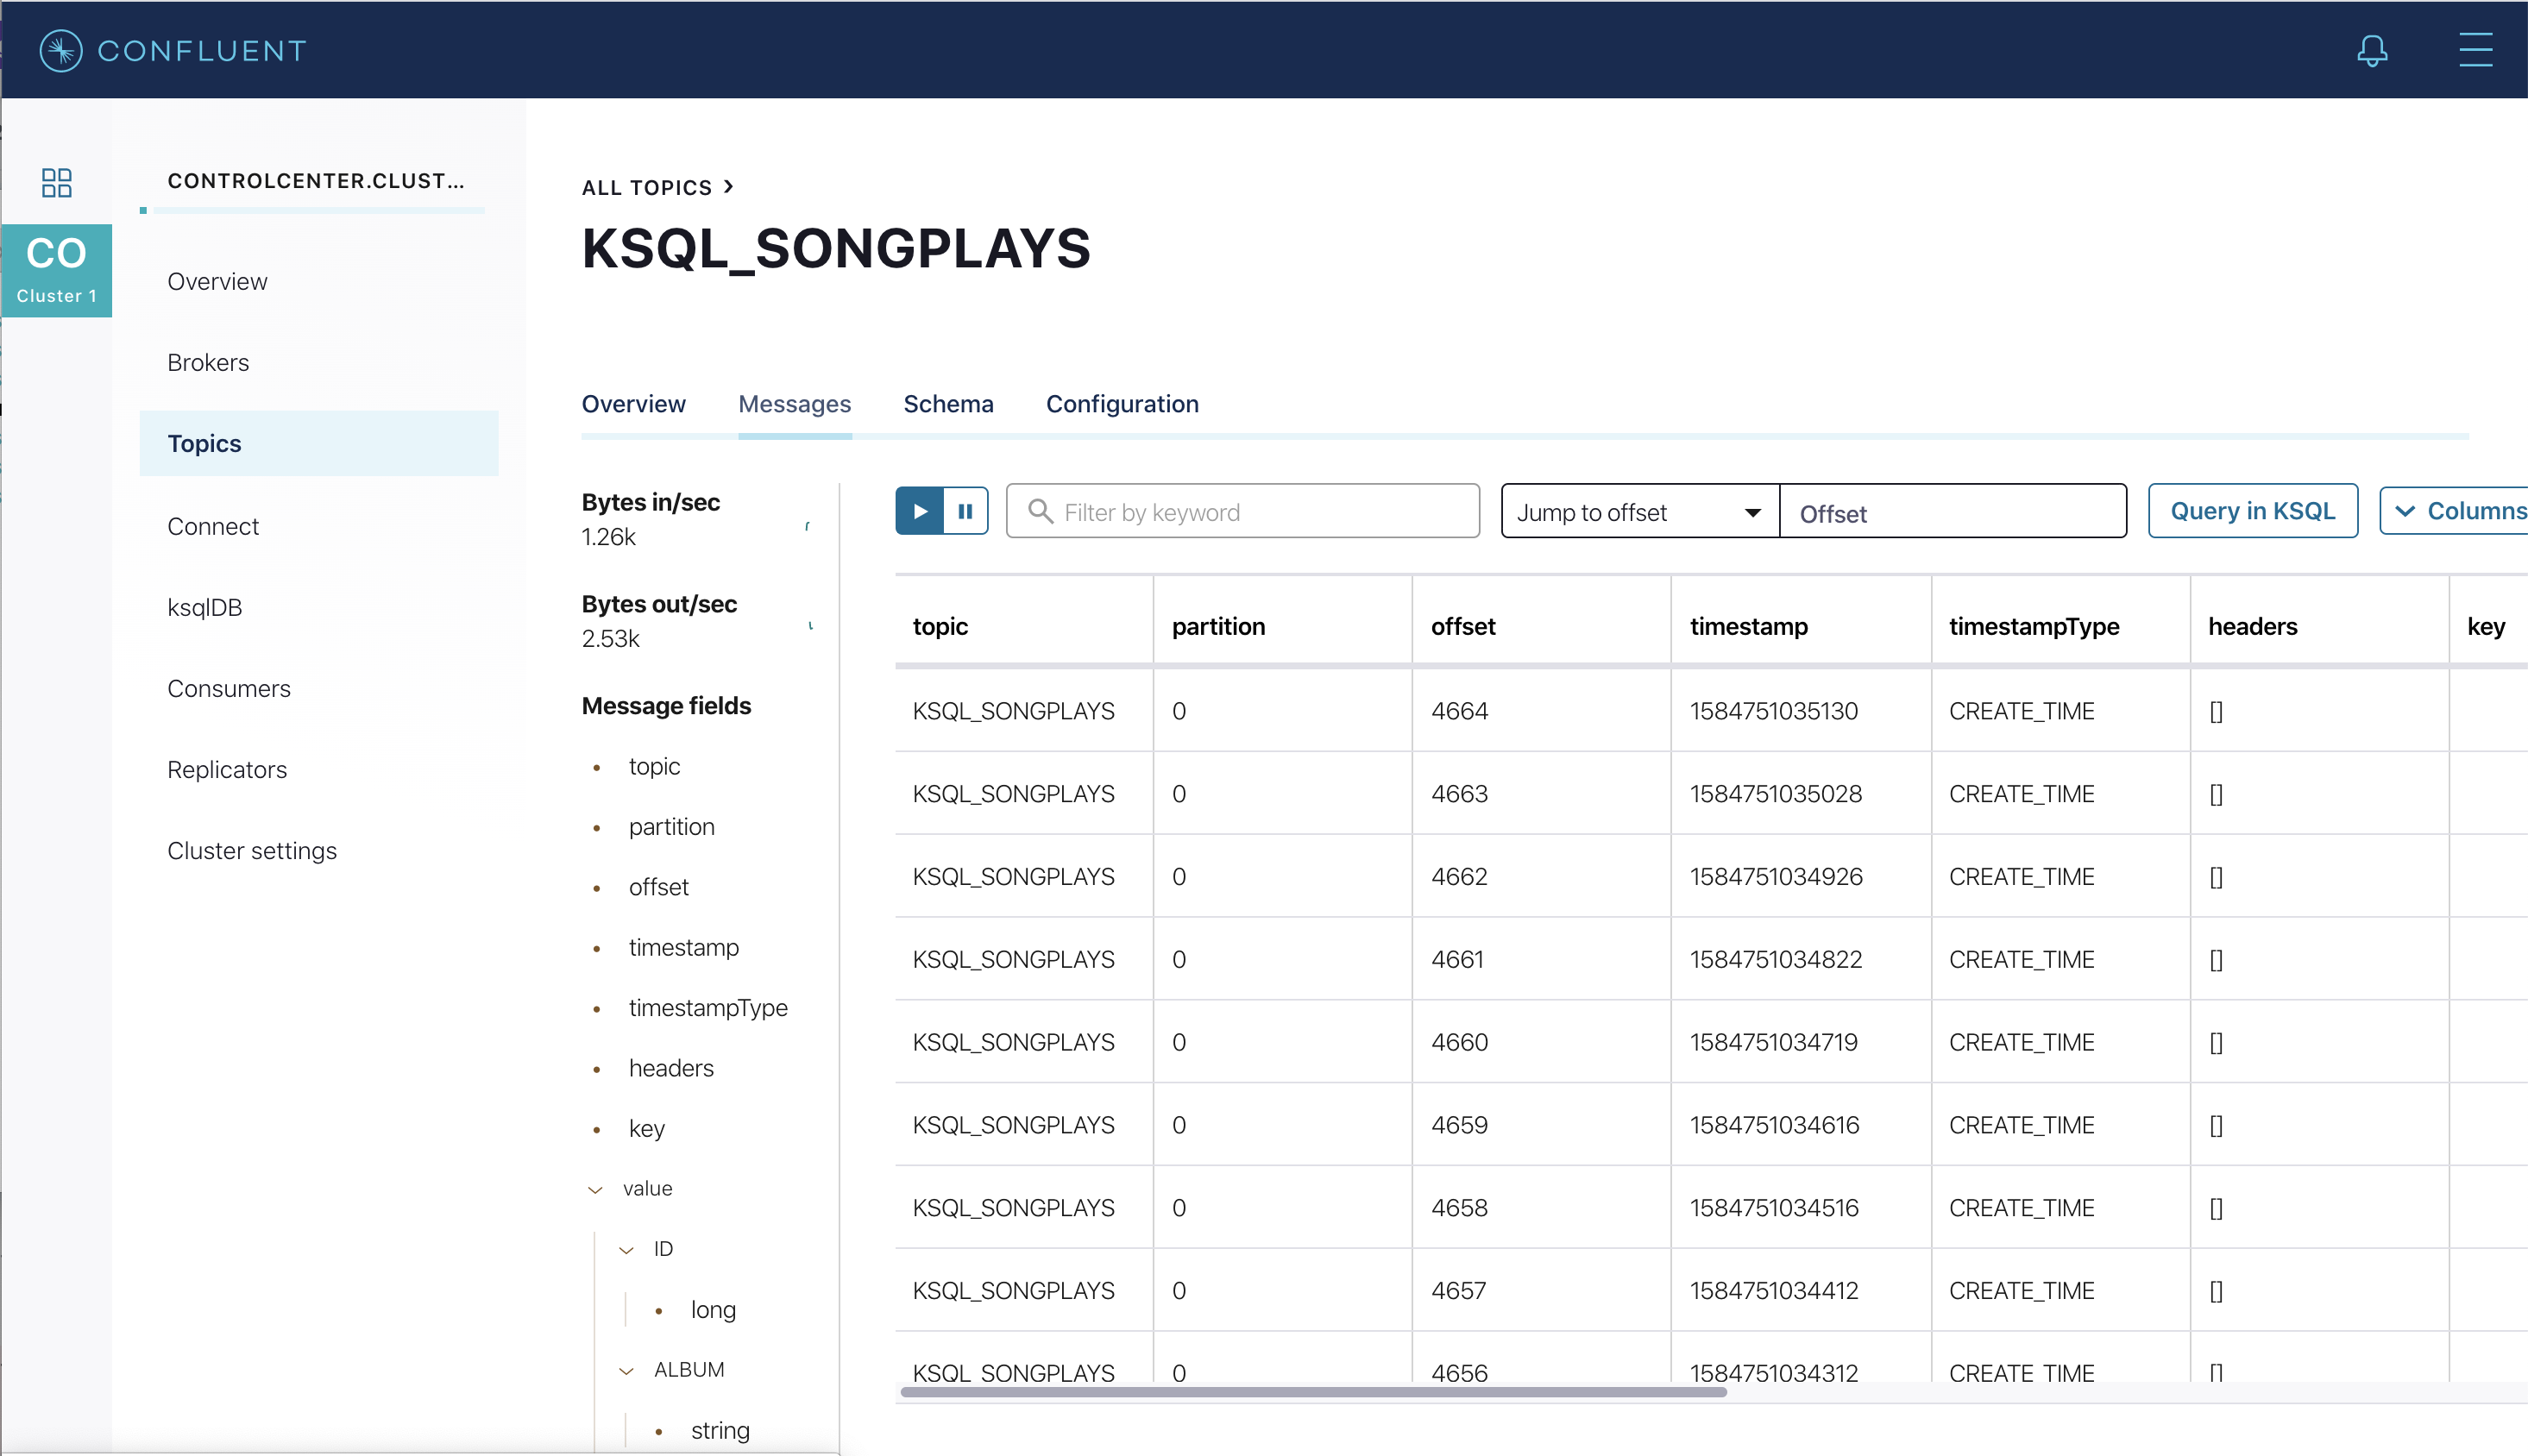 CONFLUENT
CONTROLCENTER.CLUST...
CO
Cluster 1
Overview
Brokers
Topics
Connect
ksqlDB
Consumers
Replicators
Cluster settings
ALL TOPICS >
KSQL_SONGPLAYS
Overview Messages Schema Configuration
Bytes in/sec
1.26k
Bytes out/sec
2.53k
Message fields
• topic
• partition
• offset
• timestamp
• timestampType
• headers
• key
value
ID
• long
ALBUM
• string
Filter by keyword Jump to offset Offset Query in KSQL Columns
topic partition offset timestamp timestampType headers key
KSQL_SONGPLAYS 0 4664 1584751035130 CREATE_TIME []
KSQL_SONGPLAYS 0 4663 1584751035028 CREATE_TIME []
KSQL_SONGPLAYS 0 4662 1584751034926 CREATE_TIME []
KSQL_SONGPLAYS 0 4661 1584751034822 CREATE_TIME []
KSQL_SONGPLAYS 0 4660 1584751034719 CREATE_TIME []
KSQL_SONGPLAYS 0 4659 1584751034616 CREATE_TIME []
KSQL_SONGPLAYS 0 4658 1584751034516 CREATE_TIME []
KSQL_SONGPLAYS 0 4657 1584751034412 CREATE_TIME []
KSQL_SONGPLAYS 0 4656 1584751034312 CREATE_TIME []